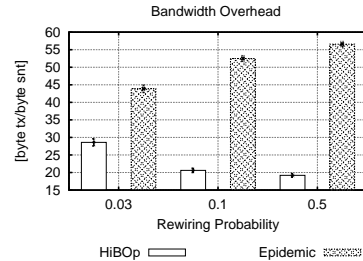 Bandwidth Overhead
[byte tx/byte snt]
60
55
50
45
40
35
30
25
20
15
0.03 0.1 0.5
Rewiring Probability
HiBOp Epidemic